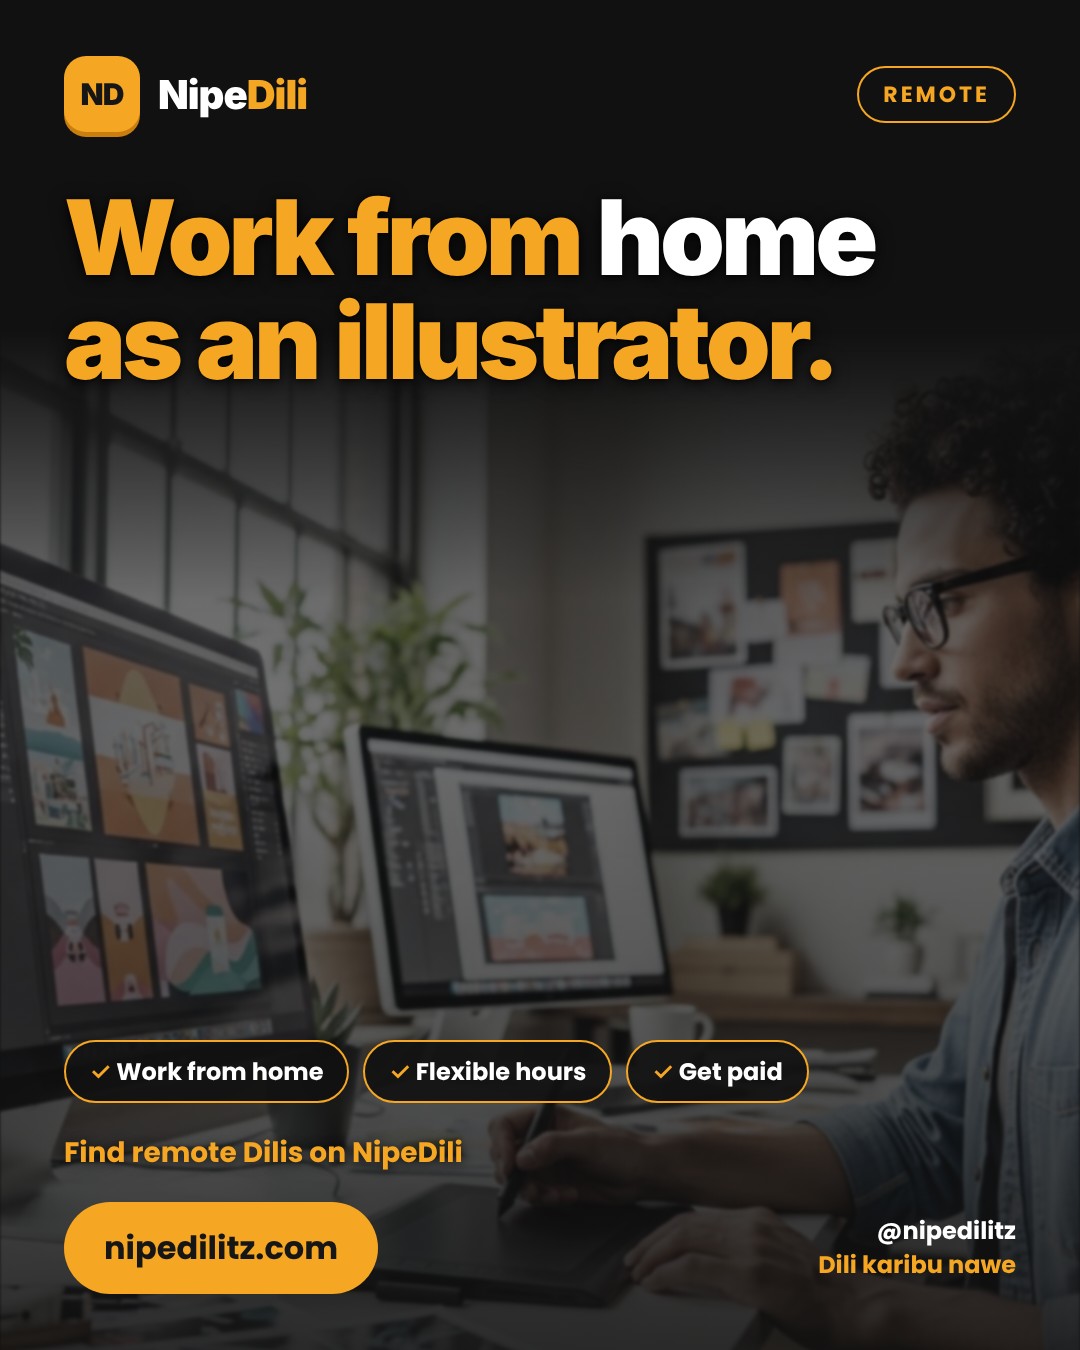 ND NipeDili
REMOTE
Work from home
as an illustrator.
✓ Work from home
✓ Flexible hours
✓ Get paid
Find remote Dilis on NipeDili
nipedilitz.com
@nipedilitz
Dili karibu nawe